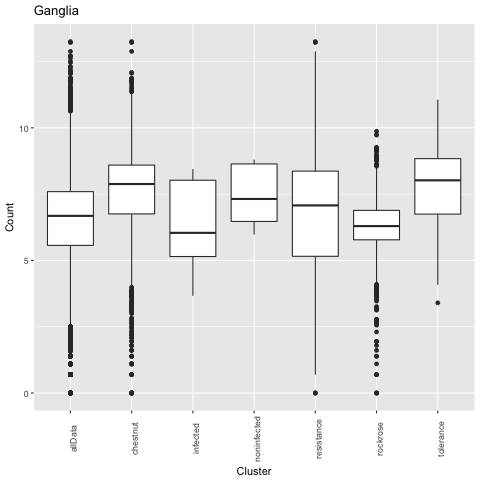 Ganglia
Count
10
5
0
allData
chestnut
infected
noninfected
resistance
rockrose
tolerance
Cluster